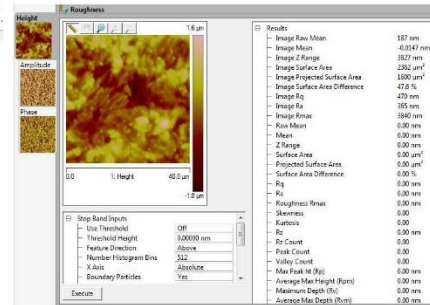 Height
Amplitude
Phase
Roughness
1.6 µm
-1.8 µm
0.0
1: Height
40.0 µm
Step Band Inputs
Use Threshold Off
Threshold Height 0.00000 nm
Feature Direction Above
Number Histogram Bins 512
X Axis Absolute
Boundary Particles Yes
Execute
Results
Image Raw Mean 187 nm
Image Mean -0.0147 nm
Image Z Range 3827 nm
Image Surface Area 2362 µm²
Image Projected Surface Area 1600 µm²
Image Surface Area Difference 47.6 %
Image Rq 470 nm
Image Ra 365 nm
Image Rmax 3840 nm
Raw Mean 0.00 nm
Mean 0.00 nm
Z Range 0.00 nm
Surface Area 0.00 µm²
Projected Surface Area 0.00 µm²
Surface Area Difference 0.00 %
Rq 0.00 nm
Ra 0.00 nm
Roughness Rmax 0.00 nm
Skewness 0.00
Kurtosis 0.00
Rz 0.00 nm
Rz Count 0.00
Peak Count 0.00
Valley Count 0.00
Max Peak ht (Rp) 0.00 nm
Average Max Height (Rpm) 0.00 nm
Maximum Depth (Rv) 0.00 nm
Average Max Depth (Rvm) 0.00 nm